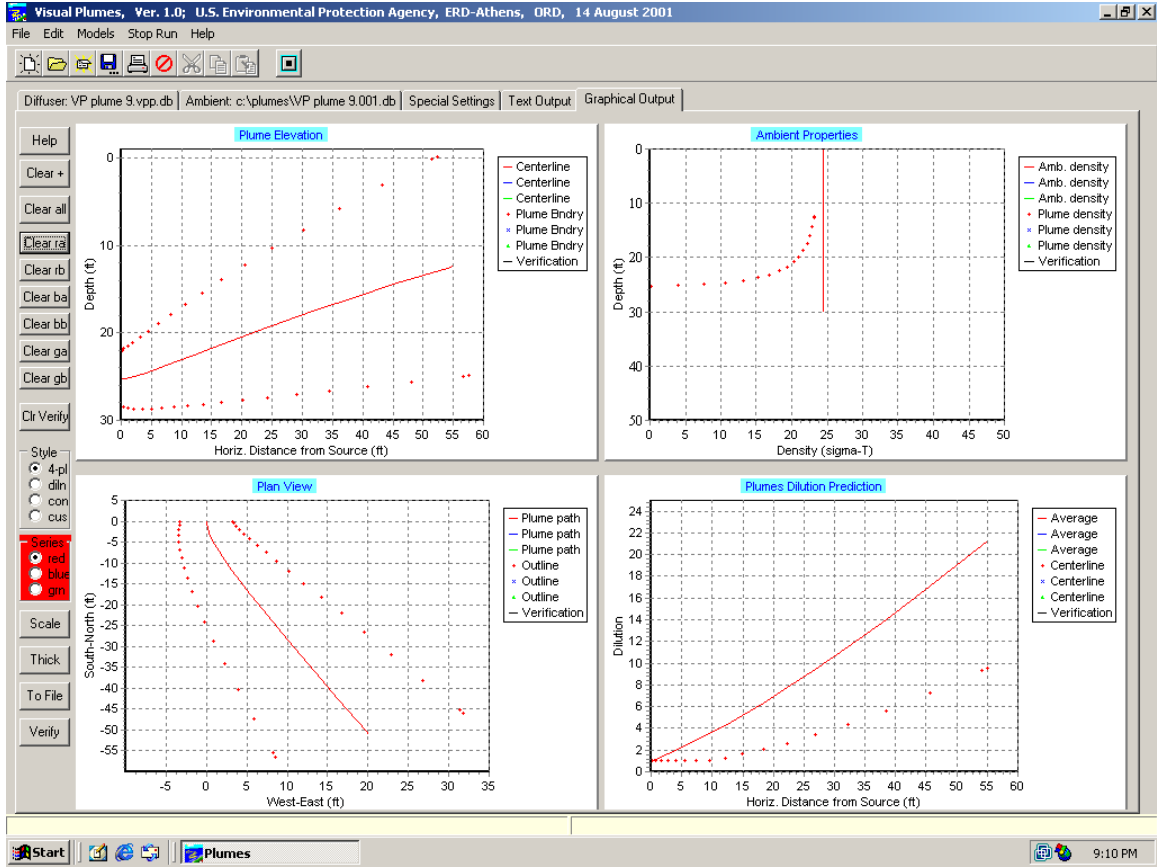 Visual Plumes, Ver. 1.0; U.S. Environmental Protection Agency, ERD-Athens, ORD, 14 August 2001
File Edit Models Stop Run Help
Diffuser: VP plume 9.vpp.db Ambient: c:\plumes\VP plume 9.001.db Special Settings Text Output Graphical Output
Help
Clear +
Clear all
Clear ra
Clear rb
Clear ba
Clear bb
Clear ga
Clear gb
Clr Verify
Style
4-pl
diln
con
cus
Series
red
blue
grn
Scale
Thick
To File
Verify
Plume Elevation
0
10
20
30
Depth (ft)
0 5 10 15 20 25 30 35 40 45 50 55 60
Horiz. Distance from Source (ft)
Centerline
Centerline
Centerline
Plume Bndry
Plume Bndry
Plume Bndry
Verification
Ambient Properties
0
10
20
30
40
50
Depth (ft)
0 5 10 15 20 25 30 35 40 45 50
Density (sigma-T)
Amb. density
Amb. density
Amb. density
Plume density
Plume density
Plume density
Verification
Plan View
5
0
-5
-10
-15
-20
-25
-30
-35
-40
-45
-50
-55
South-North (ft)
-5 0 5 10 15 20 25 30 35
West-East (ft)
Plume path
Plume path
Plume path
Outline
Outline
Outline
Verification
Plumes Dilution Prediction
24
22
20
18
16
14
12
10
8
6
4
2
0
Dilution
0 5 10 15 20 25 30 35 40 45 50 55 60
Horiz. Distance from Source (ft)
Average
Average
Average
Centerline
Centerline
Centerline
Verification
Start
Plumes
9:10 PM